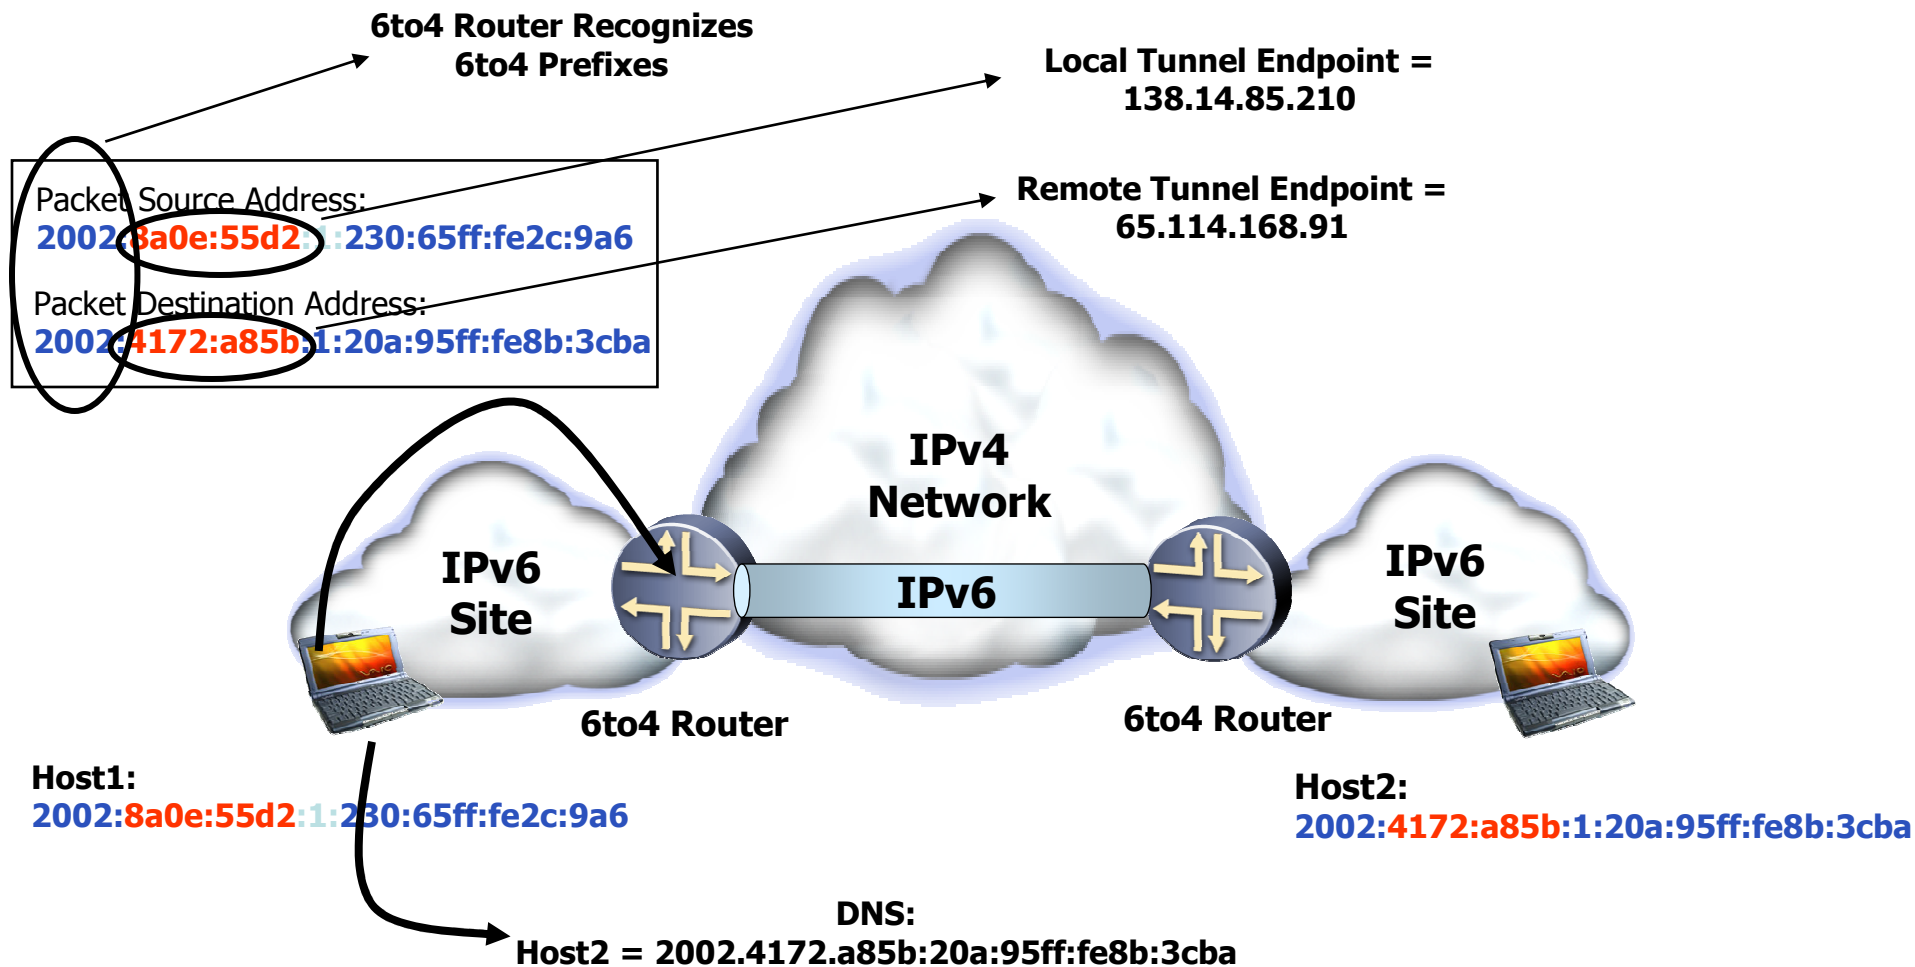 6to4 Router Recognizes
6to4 Prefixes
Local Tunnel Endpoint =
138.14.85.210
Packet Source Address:
2002:8a0e:55d2:1:230:65ff:fe2c:9a6
Remote Tunnel Endpoint =
65.114.168.91
Packet Destination Address:
2002:4172:a85b:1:20a:95ff:fe8b:3cba
IPv4
Network
IPv6
Site
IPv6
IPv6
Site
6to4 Router
6to4 Router
Host1:
2002:8a0e:55d2:1:230:65ff:fe2c:9a6
Host2:
2002:4172:a85b:1:20a:95ff:fe8b:3cba
DNS:
Host2 = 2002.4172.a85b:20a:95ff:fe8b:3cba